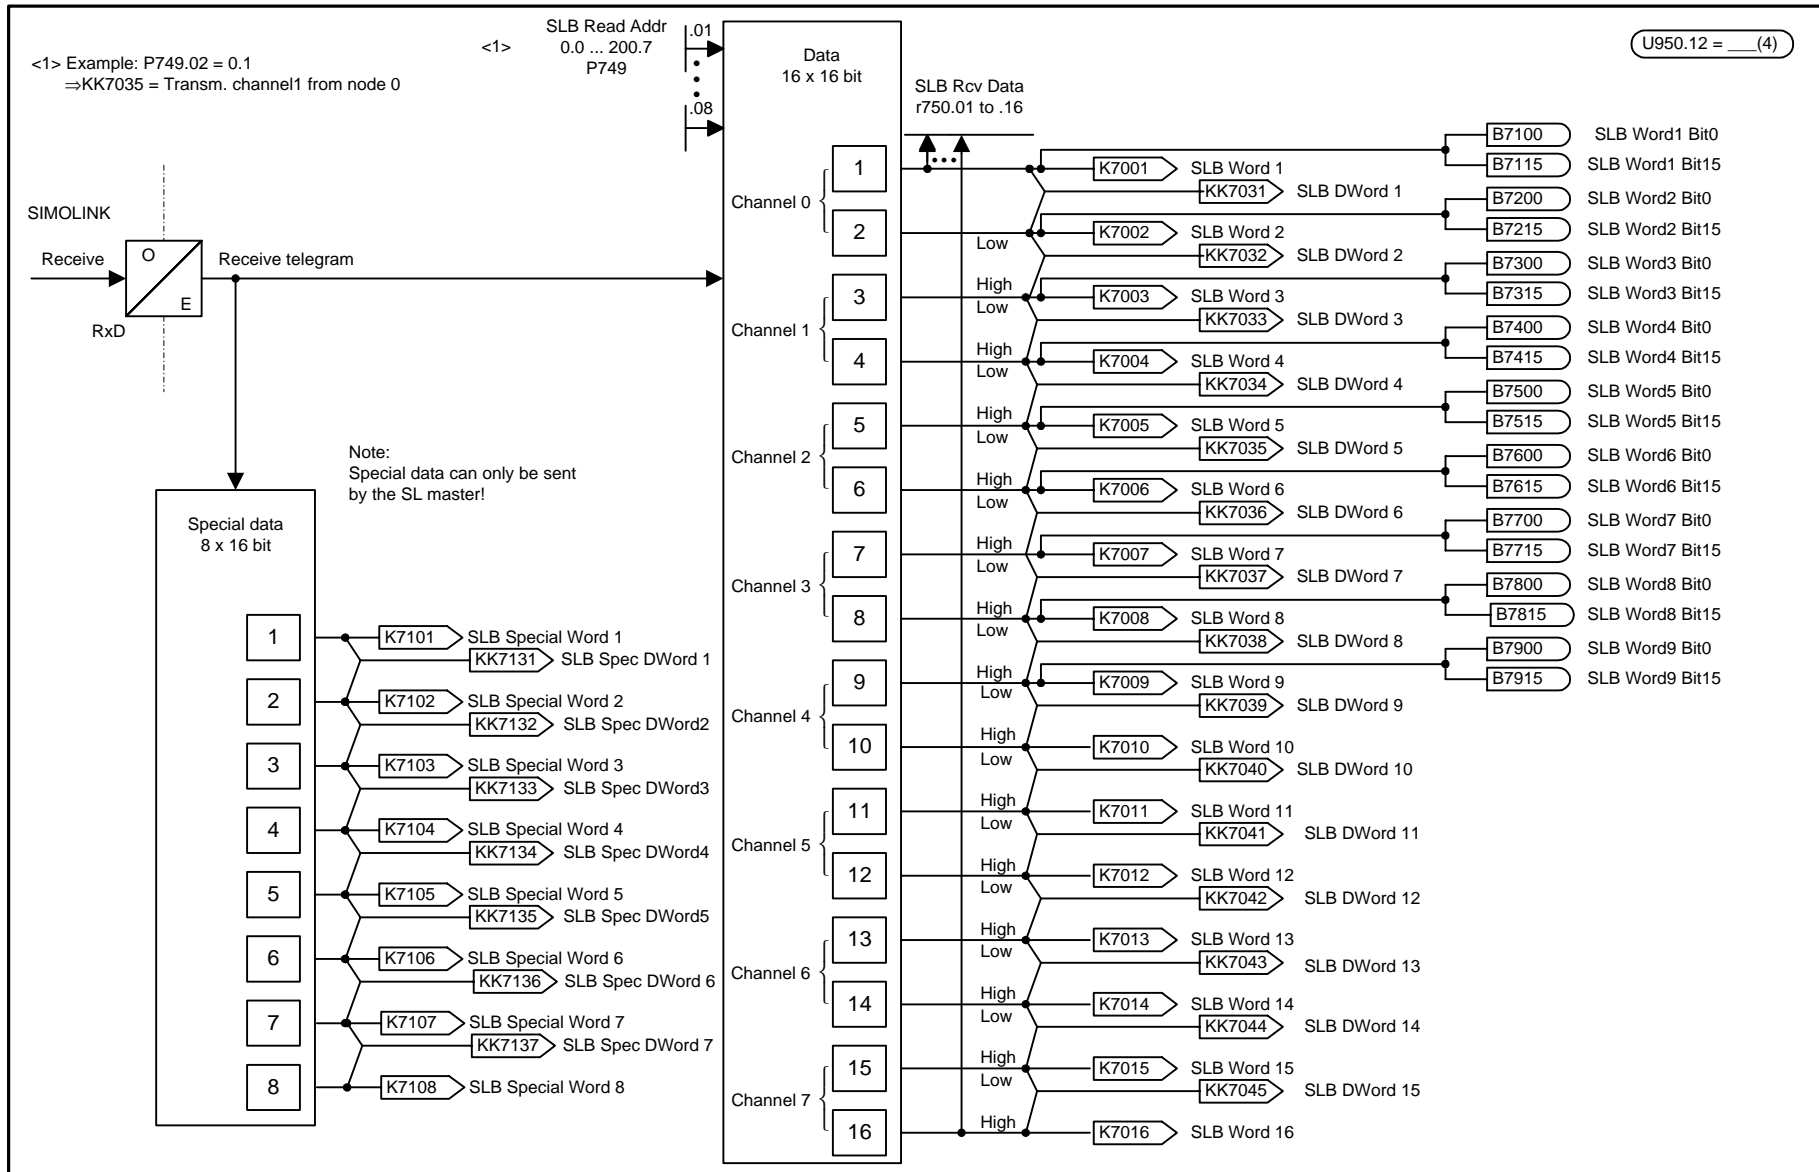 <1> Example: P749.02 = 0.1
⇒KK7035 = Transm. channel1 from node 0
<1>
SLB Read Addr
0.0 ... 200.7
P749
.01
.08
Data
16 x 16 bit
SLB Rcv Data
r750.01 to .16
U950.12 = ___(4)
SIMOLINK
Receive
O
E
RxD
Receive telegram
Note:
Special data can only be sent
by the SL master!
Special data
8 x 16 bit
1 K7101 SLB Special Word 1
KK7131 SLB Spec DWord 1
2 K7102 SLB Special Word 2
KK7132 SLB Spec DWord2
3 K7103 SLB Special Word 3
KK7133 SLB Spec DWord3
4 K7104 SLB Special Word 4
KK7134 SLB Spec DWord4
5 K7105 SLB Special Word 5
KK7135 SLB Spec DWord5
6 K7106 SLB Special Word 6
KK7136 SLB Spec DWord 6
7 K7107 SLB Special Word 7
KK7137 SLB Spec DWord 7
8 K7108 SLB Special Word 8
Channel 0
Channel 1
Channel 2
Channel 3
Channel 4
Channel 5
Channel 6
Channel 7
1 K7001 SLB Word 1
KK7031 SLB DWord 1
2 Low K7002 SLB Word 2
KK7032 SLB DWord 2
3 High Low K7003 SLB Word 3
KK7033 SLB DWord 3
4 High Low K7004 SLB Word 4
KK7034 SLB DWord 4
5 High Low K7005 SLB Word 5
KK7035 SLB DWord 5
6 High Low K7006 SLB Word 6
KK7036 SLB DWord 6
7 High Low K7007 SLB Word 7
KK7037 SLB DWord 7
8 High Low K7008 SLB Word 8
KK7038 SLB DWord 8
9 High Low K7009 SLB Word 9
KK7039 SLB DWord 9
10 High Low K7010 SLB Word 10
KK7040 SLB DWord 10
11 High Low K7011 SLB Word 11
KK7041 SLB DWord 11
12 High Low K7012 SLB Word 12
KK7042 SLB DWord 12
13 High Low K7013 SLB Word 13
KK7043 SLB DWord 13
14 High Low K7014 SLB Word 14
KK7044 SLB DWord 14
15 High Low K7015 SLB Word 15
KK7045 SLB DWord 15
16 High K7016 SLB Word 16
B7100 SLB Word1 Bit0
B7115 SLB Word1 Bit15
B7200 SLB Word2 Bit0
B7215 SLB Word2 Bit15
B7300 SLB Word3 Bit0
B7315 SLB Word3 Bit15
B7400 SLB Word4 Bit0
B7415 SLB Word4 Bit15
B7500 SLB Word5 Bit0
B7515 SLB Word5 Bit15
B7600 SLB Word6 Bit0
B7615 SLB Word6 Bit15
B7700 SLB Word7 Bit0
B7715 SLB Word7 Bit15
B7800 SLB Word8 Bit0
B7815 SLB Word8 Bit15
B7900 SLB Word9 Bit0
B7915 SLB Word9 Bit15